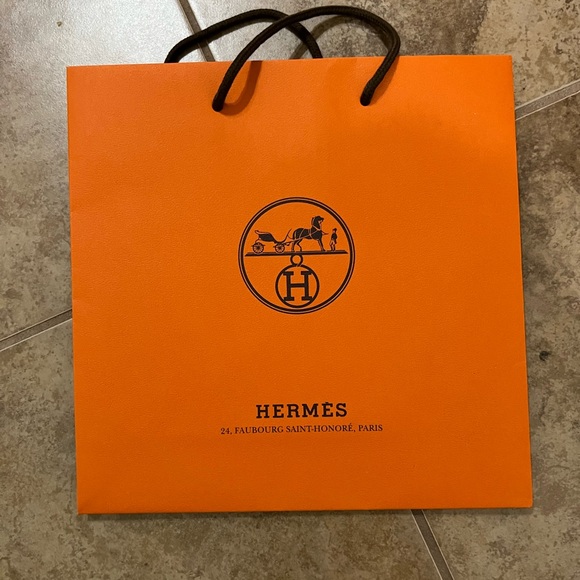 H
HERMÈS
24, FAUBOURG SAINT-HONORÉ, PARIS